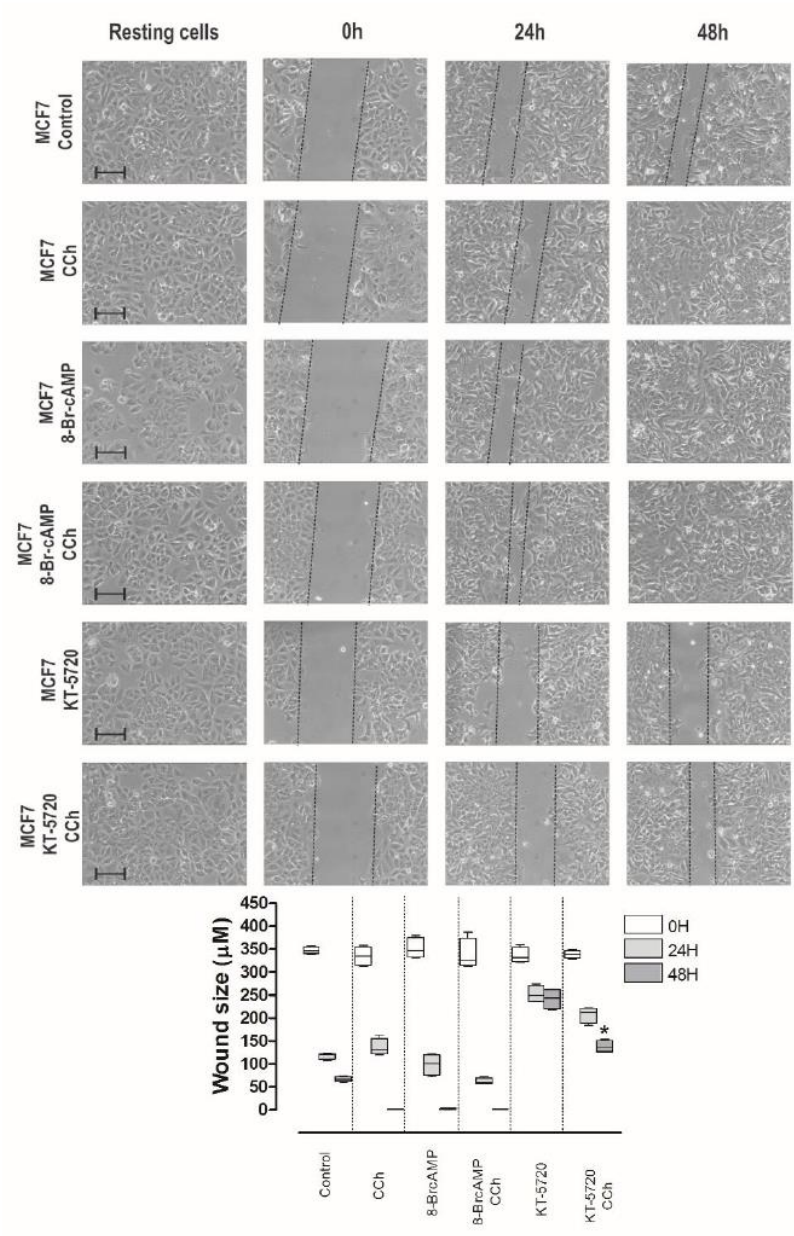 Resting cells 0h 24h 48h
MCF7
Control
MCF7
CCh
MCF7
8-Br-cAMP
MCF7
8-Br-cAMP
CCh
MCF7
KT-5720
MCF7
KT-5720
CCh
Wound size (μM)
450
400
350
300
250
200
150
100
50
0
*
0H
24H
48H
Control
CCh
8-BrcAMP
8-BrcAMP
CCh
KT-5720
KT-5720
CCh